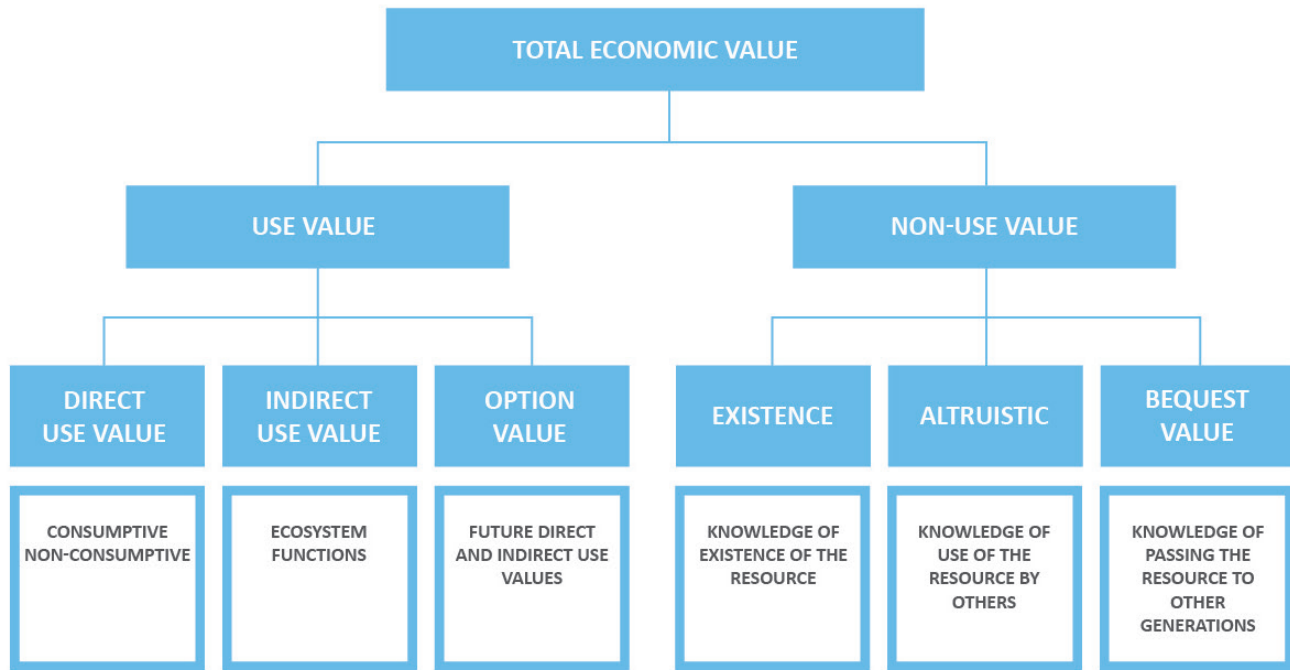 TOTAL ECONOMIC VALUE
USE VALUE
NON-USE VALUE
DIRECT
USE VALUE
INDIRECT
USE VALUE
OPTION
VALUE
EXISTENCE
ALTRUISTIC
BEQUEST
VALUE
CONSUMPTIVE
NON-CONSUMPTIVE
ECOSYSTEM
FUNCTIONS
FUTURE DIRECT
AND INDIRECT USE
VALUES
KNOWLEDGE OF
EXISTENCE OF THE
RESOURCE
KNOWLEDGE OF
USE OF THE
RESOURCE BY
OTHERS
KNOWLEDGE OF
PASSING THE
RESOURCE TO
OTHER
GENERATIONS